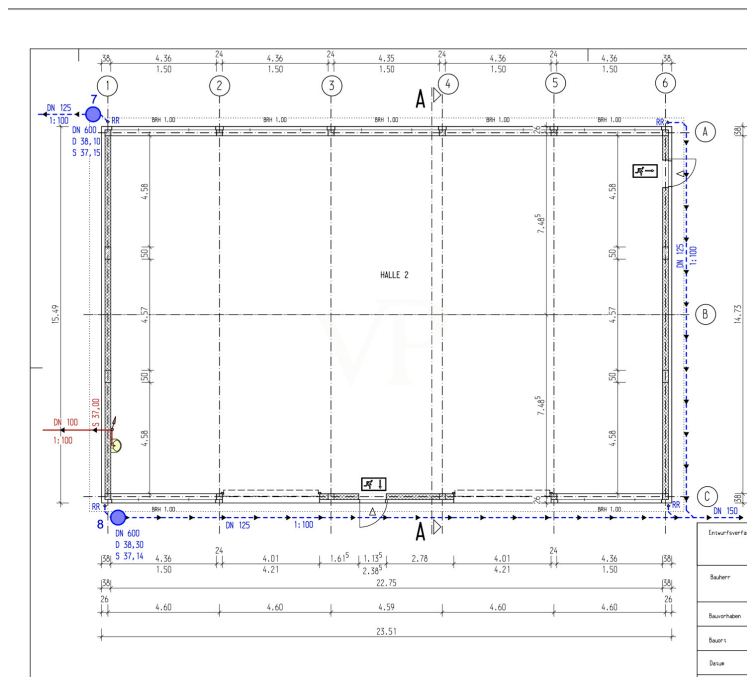 38 4.36 24 4.36 24 4.36 24 4.35 24 4.36 24 4.36 38
1.50 1.50 1.50 1.50 1.50
1 2 3 4 5 6
A
7
DN 125
1:100
RR
BRH 1.00 BRH 1.00 BRH 1.00 BRH 1.00 BRH 1.00
RR
DN 600
D 38,10
S 37,15
26
A
38
4.58
7.48⁵
4.58
50
50
DN 125
1:100
HALLE 2
VP
15.49
4.57
4.57
B
14.73
50
50
S 37,00
DN 100
1:100
4.58
7.48⁵
4.58
RR
BRH 1.00
BRH 1.00
26
C
38
RR
8
DN 125
1:100
A
DN 150
DN 600
D 38,30
S 37,14
38 4.36 24 4.01 1.61⁵ 1.13⁵ 2.78 4.01 24 4.36 38
1.50 4.21 2.38⁵ 4.21 1.50
38 22.75 38
26 4.60 4.60 4.59 4.60 4.60 26
23.51
Entwurfsverfa
Bauherr
Bauvorhaben
Bauort
Datum